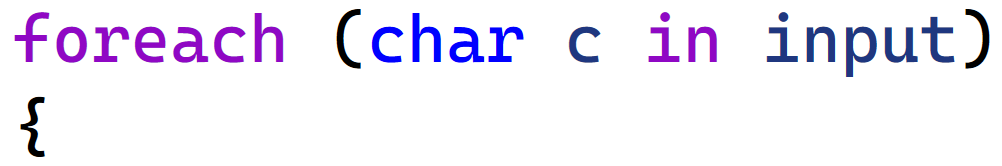 foreach (char c in input)
{